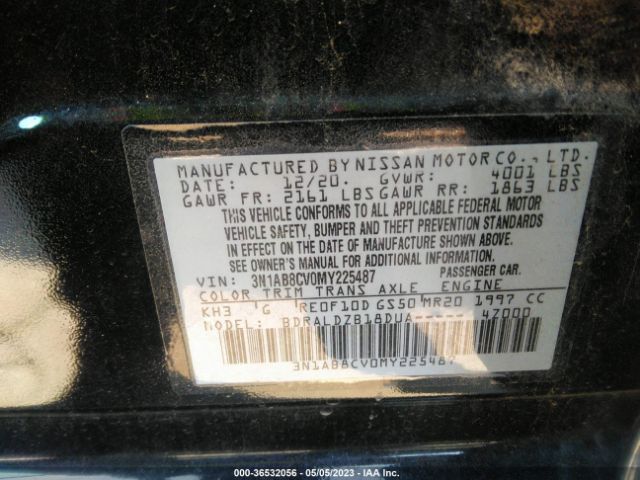 MANUFACTURED BY NISSAN MOTOR CO., LTD.
DATE: 12/20. GVWR: 4001 LBS
GAWR FR: 2161 LBS GAWR RR: 1863 LBS
THIS VEHICLE CONFORMS TO ALL APPLICABLE FEDERAL MOTOR
VEHICLE SAFETY, BUMPER AND THEFT PREVENTION STANDARDS
IN EFFECT ON THE DATE OF MANUFACTURE SHOWN ABOVE.
SEE OWNER'S MANUAL FOR ADDITIONAL INFORMATION.
VIN: 3N1AB8CV0MY225487 PASSENGER CAR.
COLOR TRIM TRANS AXLE ENGINE
KH3 G RE0F10D GS50 MR20 1997 CC
MODEL: BDRALDZB18DUA----- 4Z000
3N1AB8CV0MY225487
000-36532056 - 05/05/2023 - IAA Inc.